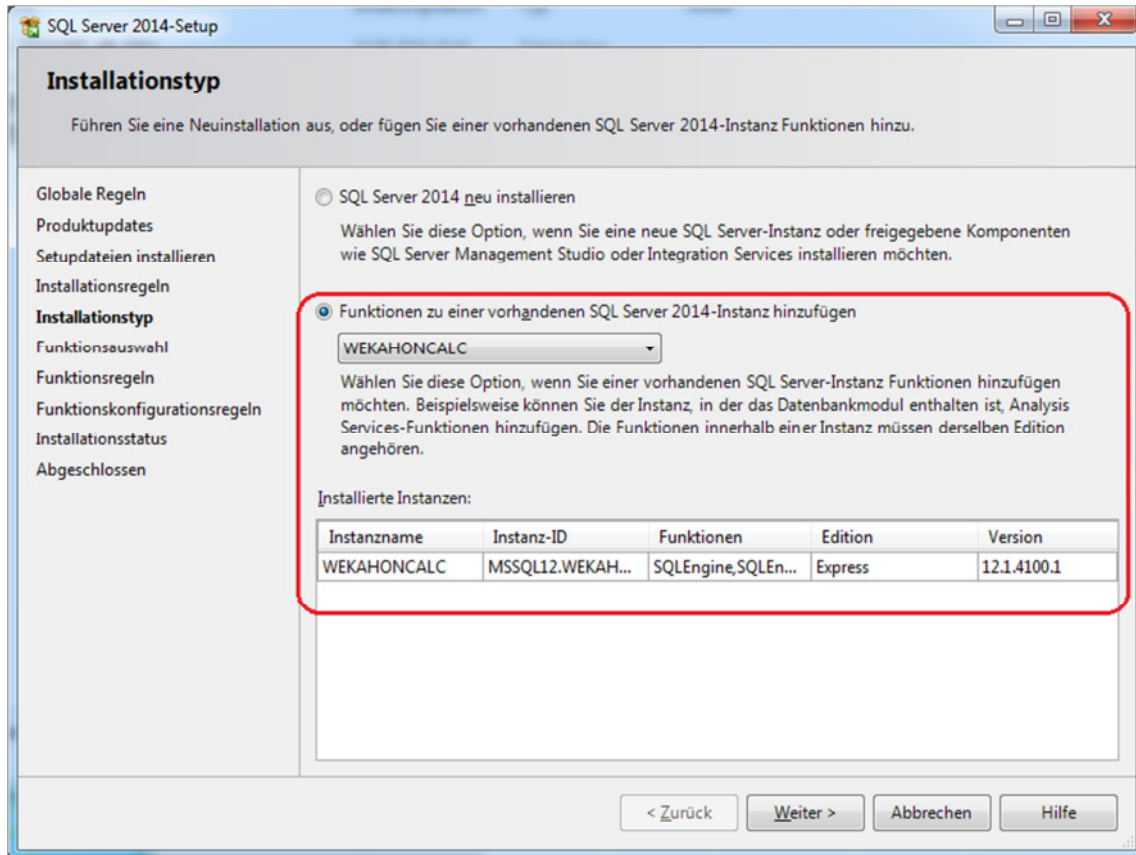 SQL Server 2014-Setup
Installationstyp
Führen Sie eine Neuinstallation aus, oder fügen Sie einer vorhandenen SQL Server 2014-Instanz Funktionen hinzu.
Globale Regeln
Produktupdates
Setupdateien installieren
Installationsregeln
Installationstyp
Funktionsauswahl
Funktionsregeln
Funktionskonfigurationsregeln
Installationsstatus
Abgeschlossen
SQL Server 2014 neu installieren
Wählen Sie diese Option, wenn Sie eine neue SQL Server-Instanz oder freigegebene Komponenten
wie SQL Server Management Studio oder Integration Services installieren möchten.
Funktionen zu einer vorhandenen SQL Server 2014-Instanz hinzufügen
WEKAHONCALC
Wählen Sie diese Option, wenn Sie einer vorhandenen SQL Server-Instanz Funktionen hinzufügen
möchten. Beispielsweise können Sie der Instanz, in der das Datenbankmodul enthalten ist, Analysis
Services-Funktionen hinzufügen. Die Funktionen innerhalb einer Instanz müssen derselben Edition
angehören.
Installierte Instanzen:
Instanzname Instanz-ID Funktionen Edition Version
WEKAHONCALC MSSQL12.WEKAH... SQLEngine,SQLEn... Express 12.1.4100.1
< Zurück Weiter > Abbrechen Hilfe